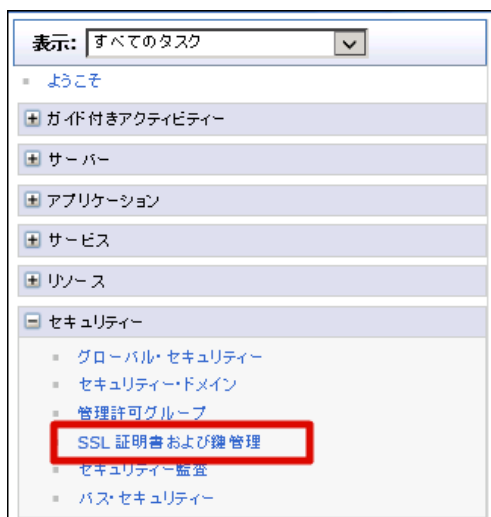 表示: すべてのタスク
ようこそ
ガイド付きアクティビティー
サーバー
アプリケーション
サービス
リソース
セキュリティー
グローバル・セキュリティー
セキュリティー・ドメイン
管理許可グループ
SSL 証明書および鍵管理
セキュリティー監査
バス・セキュリティー